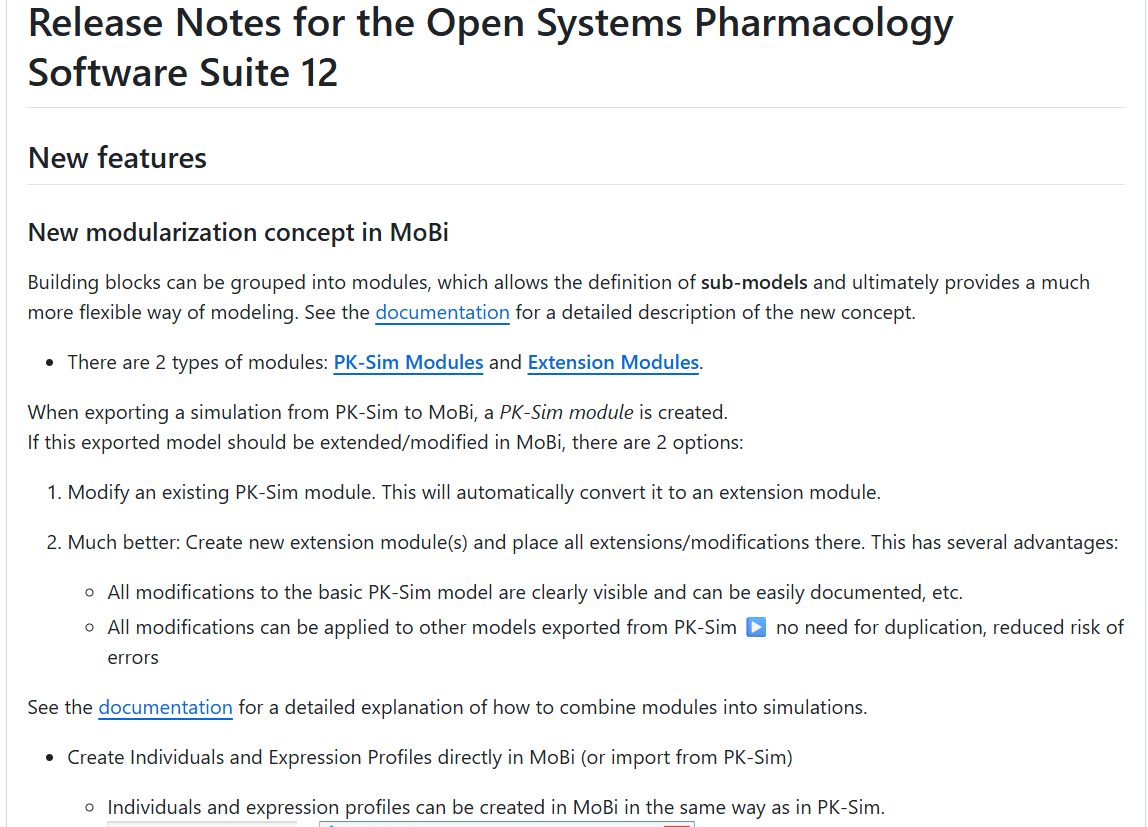 Release Notes for the Open Systems Pharmacology
Software Suite 12
New features
New modularization concept in MoBi
Building blocks can be grouped into modules, which allows the definition of sub-models and ultimately provides a much
more flexible way of modeling. See the documentation for a detailed description of the new concept.
• There are 2 types of modules: PK-Sim Modules and Extension Modules.
When exporting a simulation from PK-Sim to MoBi, a PK-Sim module is created.
If this exported model should be extended/modified in MoBi, there are 2 options:
1. Modify an existing PK-Sim module. This will automatically convert it to an extension module.
2. Much better: Create new extension module(s) and place all extensions/modifications there. This has several advantages:
◦ All modifications to the basic PK-Sim model are clearly visible and can be easily documented, etc.
◦ All modifications can be applied to other models exported from PK-Sim ▶️ no need for duplication, reduced risk of
errors
See the documentation for a detailed explanation of how to combine modules into simulations.
• Create Individuals and Expression Profiles directly in MoBi (or import from PK-Sim)
◦ Individuals and expression profiles can be created in MoBi in the same way as in PK-Sim.